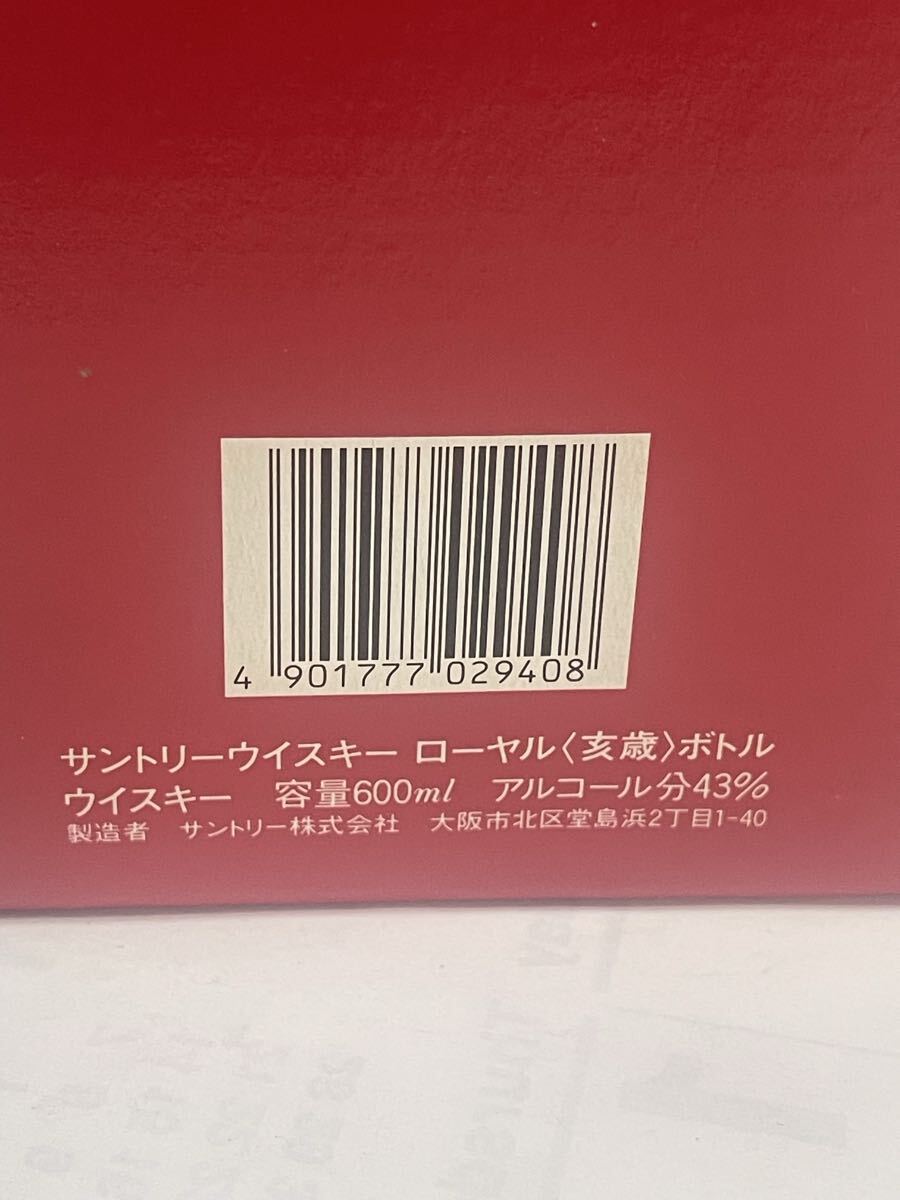 4 901777 029408
サントリーウイスキー ローヤル〈亥歳〉ボトル
ウイスキー 容量600ml アルコール分43%
製造者 サントリー株式会社 大阪市北区堂島浜2丁目1-40